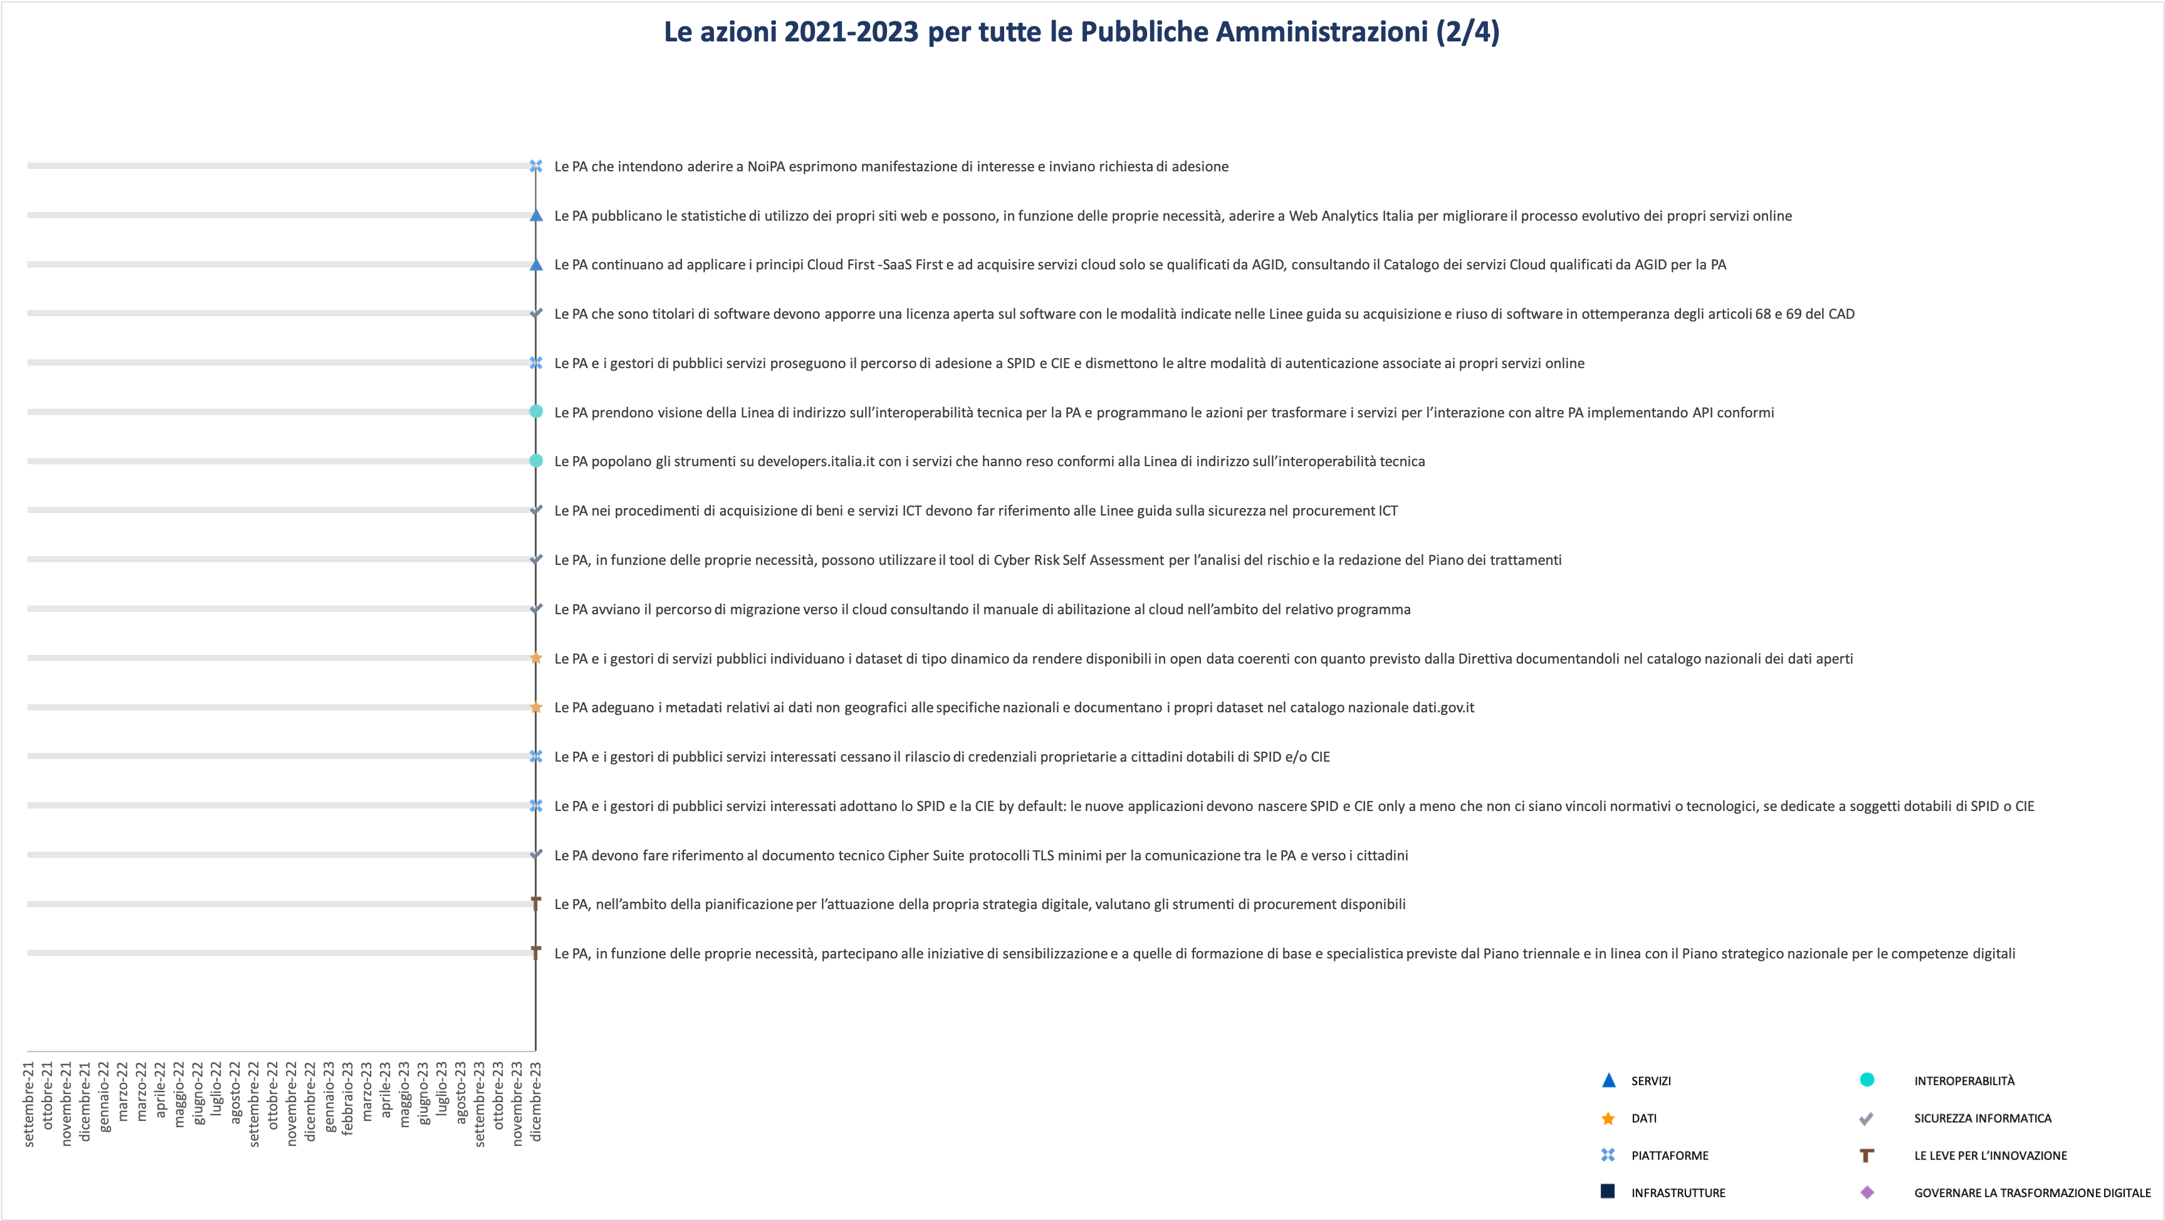 Le azioni 2021-2023 per tutte le Pubbliche Amministrazioni (2/4)
Le PA che intendono aderire a NoiPA esprimono manifestazione di interesse e inviano richiesta di adesione
Le PA pubblicano le statistiche di utilizzo dei propri siti web e possono, in funzione delle proprie necessità, aderire a Web Analytics Italia per migliorare il processo evolutivo dei propri servizi online
Le PA continuano ad applicare i principi Cloud First -SaaS First e ad acquisire servizi cloud solo se qualificati da AGID, consultando il Catalogo dei servizi Cloud qualificati da AGID per la PA
Le PA che sono titolari di software devono apporre una licenza aperta sul software con le modalità indicate nelle Linee guida su acquisizione e riuso di software in ottemperanza degli articoli 68 e 69 del CAD
Le PA e i gestori di pubblici servizi proseguono il percorso di adesione a SPID e CIE e dismettono le altre modalità di autenticazione associate ai propri servizi online
Le PA prendono visione della Linea di indirizzo sull'interoperabilità tecnica per la PA e programmano le azioni per trasformare i servizi per l'interazione con altre PA implementando API conformi
Le PA popolano gli strumenti su developers.italia.it con i servizi che hanno reso conformi alla Linea di indirizzo sull'interoperabilità tecnica
Le PA nei procedimenti di acquisizione di beni e servizi ICT devono far riferimento alle Linee guida sulla sicurezza nel procurement ICT
Le PA, in funzione delle proprie necessità, possono utilizzare il tool di Cyber Risk Self Assessment per l'analisi del rischio e la redazione del Piano dei trattamenti
Le PA avviano il percorso di migrazione verso il cloud consultando il manuale di abilitazione al cloud nell'ambito del relativo programma
Le PA e i gestori di servizi pubblici individuano i dataset di tipo dinamico da rendere disponibili in open data coerenti con quanto previsto dalla Direttiva documentandoli nel catalogo nazionali dei dati aperti
Le PA adeguano i metadati relativi ai dati non geografici alle specifiche nazionali e documentano i propri dataset nel catalogo nazionale dati.gov.it
Le PA e i gestori di pubblici servizi interessati cessano il rilascio di credenziali proprietarie a cittadini dotabili di SPID e/o CIE
Le PA e i gestori di pubblici servizi interessati adottano lo SPID e la CIE by default: le nuove applicazioni devono nascere SPID e CIE only a meno che non ci siano vincoli normativi o tecnologici, se dedicate a soggetti dotabili di SPID o CIE
Le PA devono fare riferimento al documento tecnico Cipher Suite protocolli TLS minimi per la comunicazione tra le PA e verso i cittadini
Le PA, nell'ambito della pianificazione per l'attuazione della propria strategia digitale, valutano gli strumenti di procurement disponibili
Le PA, in funzione delle proprie necessità, partecipano alle iniziative di sensibilizzazione e a quelle di formazione di base e specialistica previste dal Piano triennale e in linea con il Piano strategico nazionale per le competenze digitali
settembre-21
ottobre-21
novembre-21
dicembre-21
gennaio-22
marzo-22
marzo-22
aprile-22
maggio-22
giugno-22
luglio-22
agosto-22
settembre-22
ottobre-22
novembre-22
dicembre-22
gennaio-23
febbraio-23
marzo-23
aprile-23
maggio-23
giugno-23
luglio-23
agosto-23
settembre-23
ottobre-23
novembre-23
dicembre-23
SERVIZI
DATI
PIATTAFORME
INFRASTRUTTURE
INTEROPERABILITÀ
SICUREZZA INFORMATICA
LE LEVE PER L'INNOVAZIONE
GOVERNARE LA TRASFORMAZIONE DIGITALE